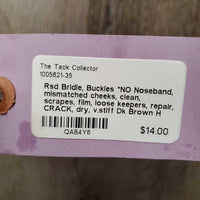 The Tack Collector
1005621-35
Rsd Bridle, Buckles *NO Noseband,
mismatched cheeks, clean,
scrapes, film, loose keepers, repair,
CRACK, dry, v.stiff Dk Brown H
QAB4Y6
$14.00